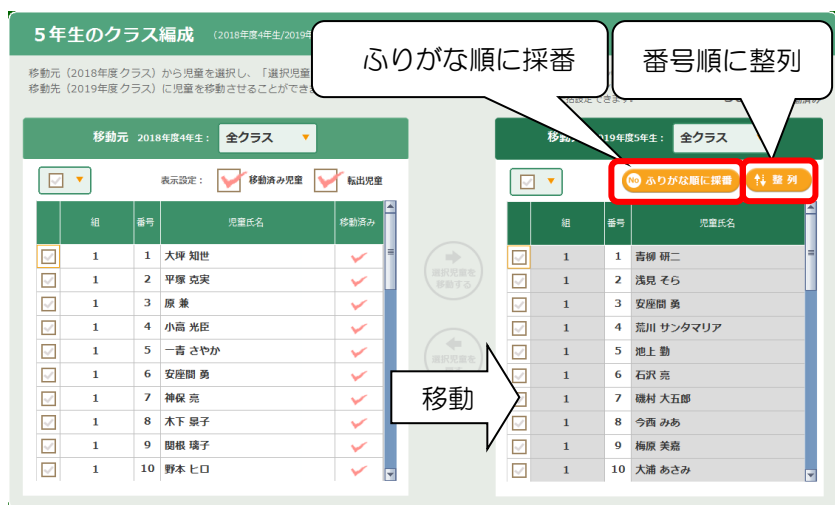 5年生のクラス編成 (2018年度4年生/2019年
ふりがな順に採番
番号順に整列
移動元(2018年度クラス)から児童を選択し、「選択児童
移動先(2019年度クラス)に児童を移動させることができま
移動元 2018年度4年生: 全クラス
表示設定: 移動済み児童 転出児童
組 番号 児童氏名 移動済み
1 1 大坪 知世
1 2 平塚 克実
1 3 原 兼
1 4 小高 光臣
1 5 一青 さやか
1 6 安座間 勇
1 7 神保 亮
1 8 木下 景子
1 9 関根 璃子
1 10 野本 ヒロ
選択児童を
移動する
選択児童を
移動
019年度5年生: 全クラス
No ふりがな順に採番 整列
組 番号 児童氏名
1 1 青柳 研二
1 2 浅見 そら
1 3 安座間 勇
1 4 荒川 サンタマリア
1 5 池上 勤
1 6 石沢 亮
1 7 磯村 大五郎
1 8 今西 みあ
1 9 梅原 美嘉
1 10 大浦 あさみ